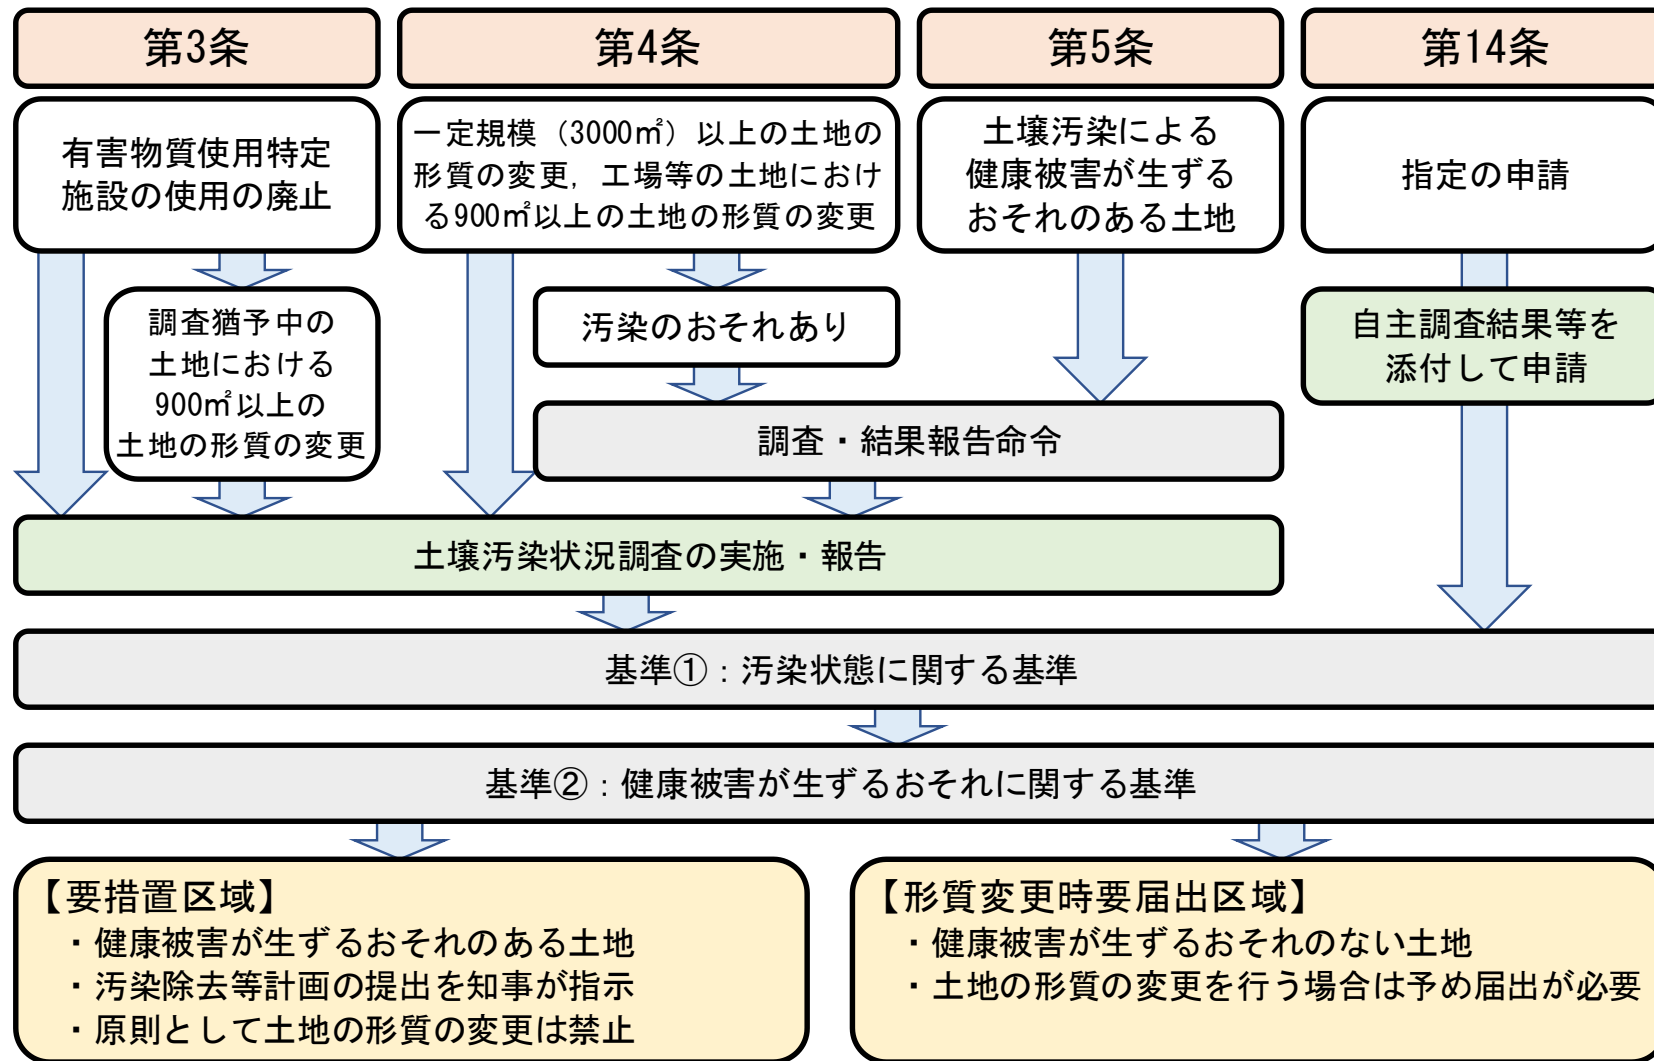 第3条
第4条
第5条
第14条
有害物質使用特定
施設の使用の廃止
一定規模（3000㎡）以上の土地の
形質の変更，工場等の土地におけ
る900㎡以上の土地の形質の変更
土壌汚染による
健康被害が生ずる
おそれのある土地
指定の申請
調査猶予中の
土地における
900㎡以上の
土地の形質の変更
汚染のおそれあり
自主調査結果等を
添付して申請
調査・結果報告命令
土壌汚染状況調査の実施・報告
基準①：汚染状態に関する基準
基準②：健康被害が生ずるおそれに関する基準
【要措置区域】
・健康被害が生ずるおそれのある土地
・汚染除去等計画の提出を知事が指示
・原則として土地の形質の変更は禁止
【形質変更時要届出区域】
・健康被害が生ずるおそれのない土地
・土地の形質の変更を行う場合は予め届出が必要